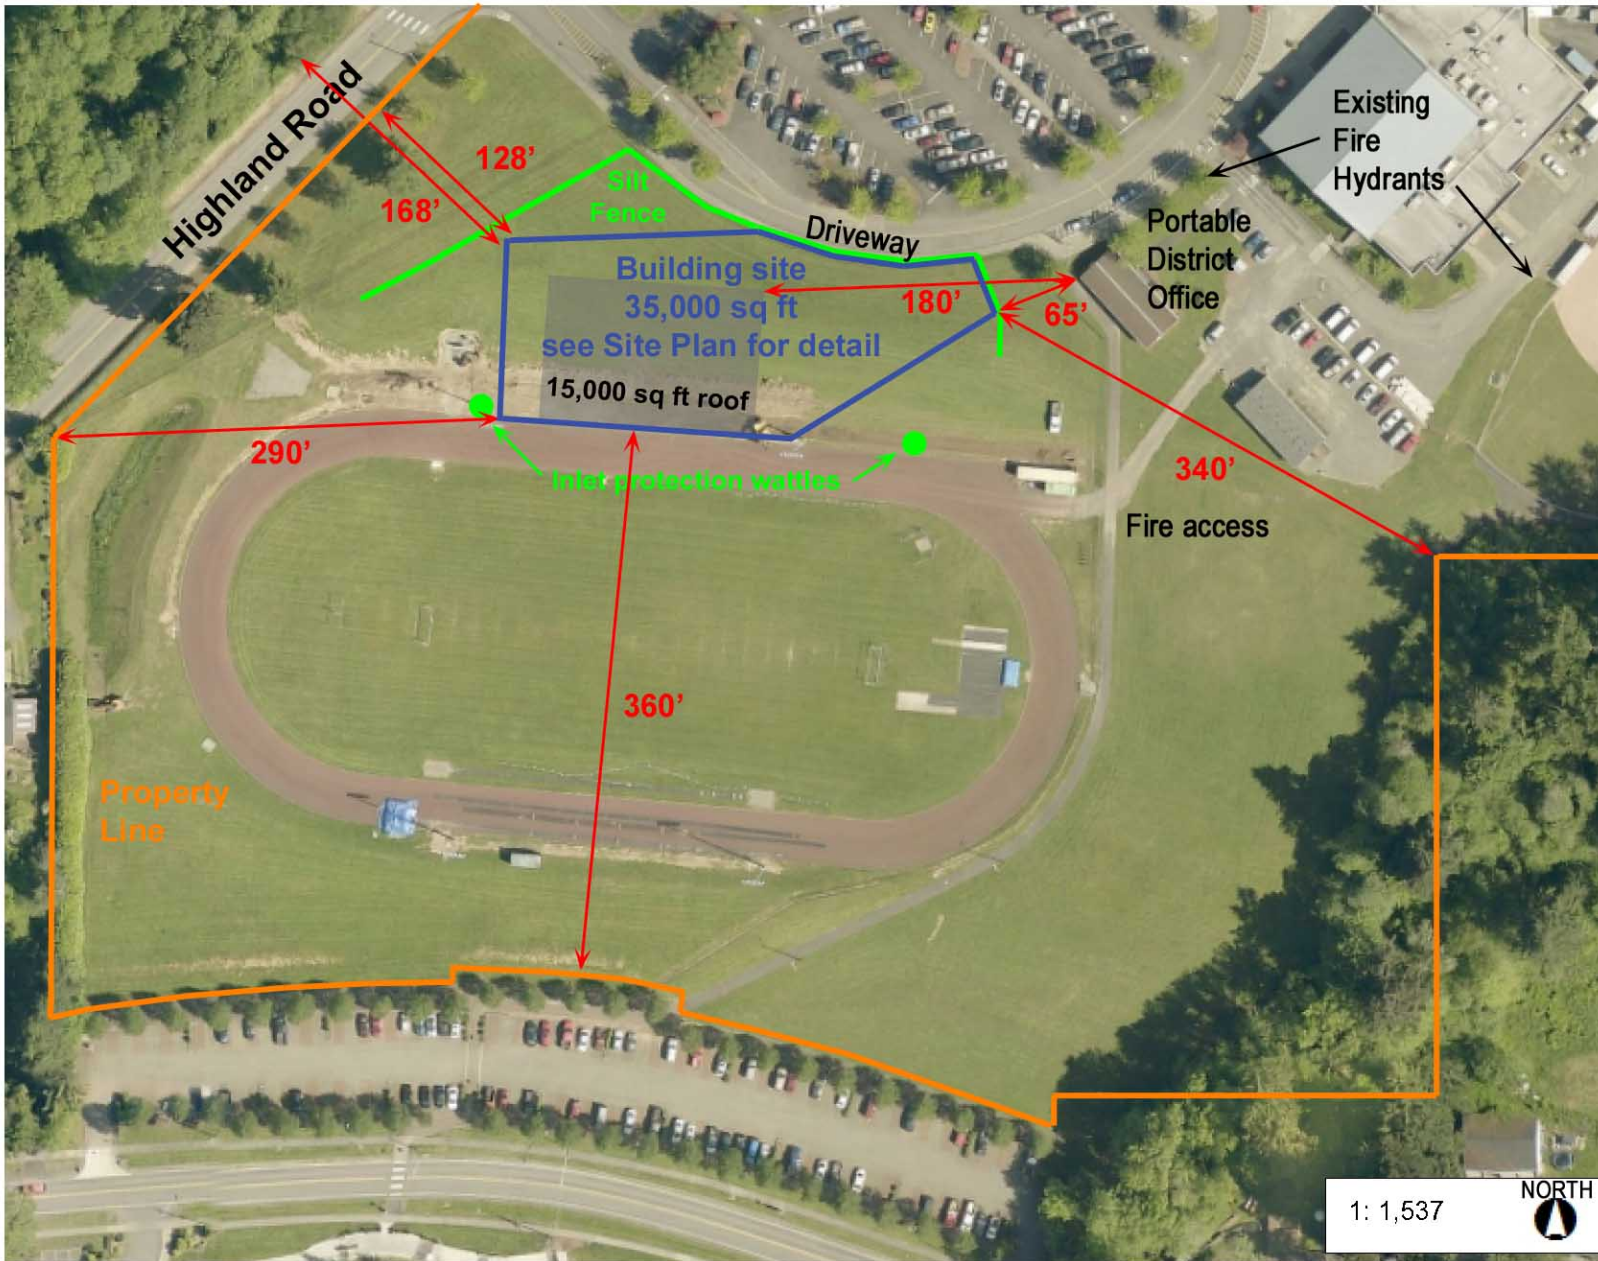 Highland Road
128’
168’
Silt
Fence
Driveway
Existing
Fire
Hydrants
Portable
District
Office
Building site
35,000 sq ft
see Site Plan for detail
15,000 sq ft roof
180’
65’
290’
Inlet protection wattles
340’
Fire access
360’
Property
Line
1: 1,537
NORTH